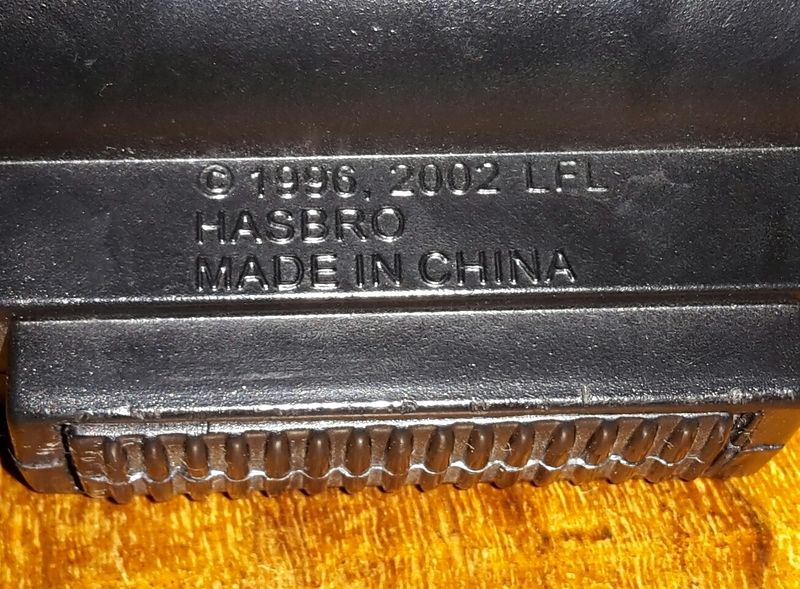 © 1996, 2002 LFL
HASBRO
MADE IN CHINA